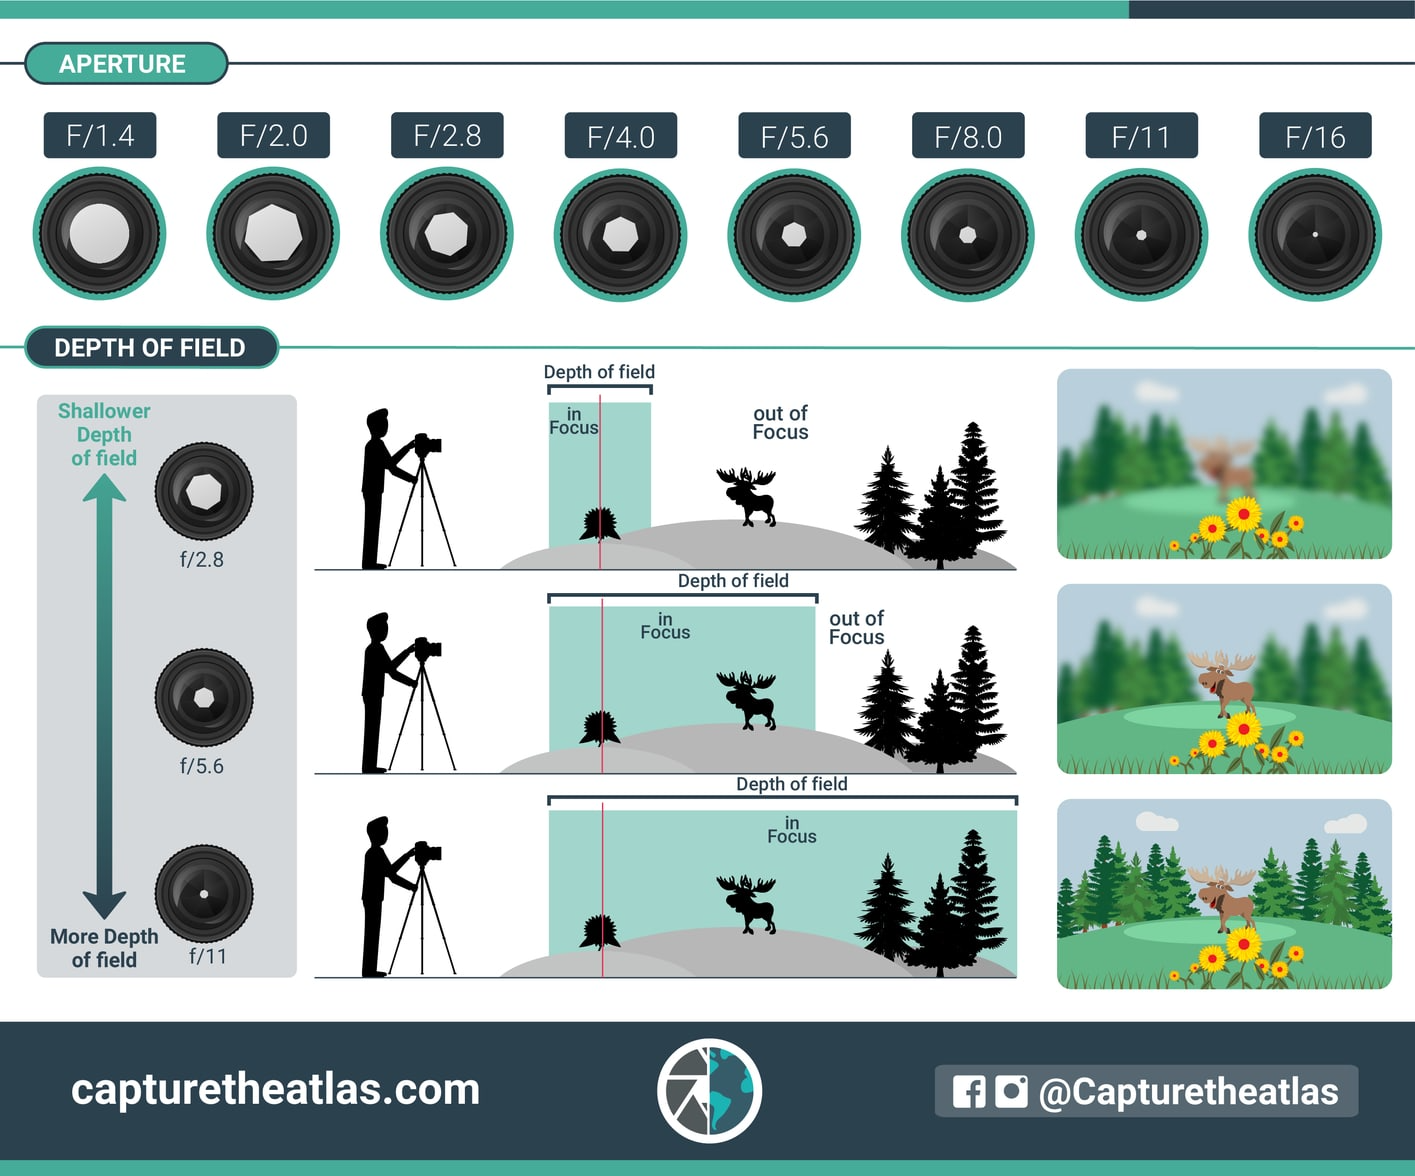 APERTURE
F/1.4
F/2.0
F/2.8
F/4.0
F/5.6
F/8.0
F/11
F/16
DEPTH OF FIELD
Shallower
Depth
of field
f/2.8
f/5.6
More Depth
of field
f/11
Depth of field
in
Focus
out of
Focus
Depth of field
in
Focus
out of
Focus
Depth of field
in
Focus
capturetheatlas.com
@Capturetheatlas